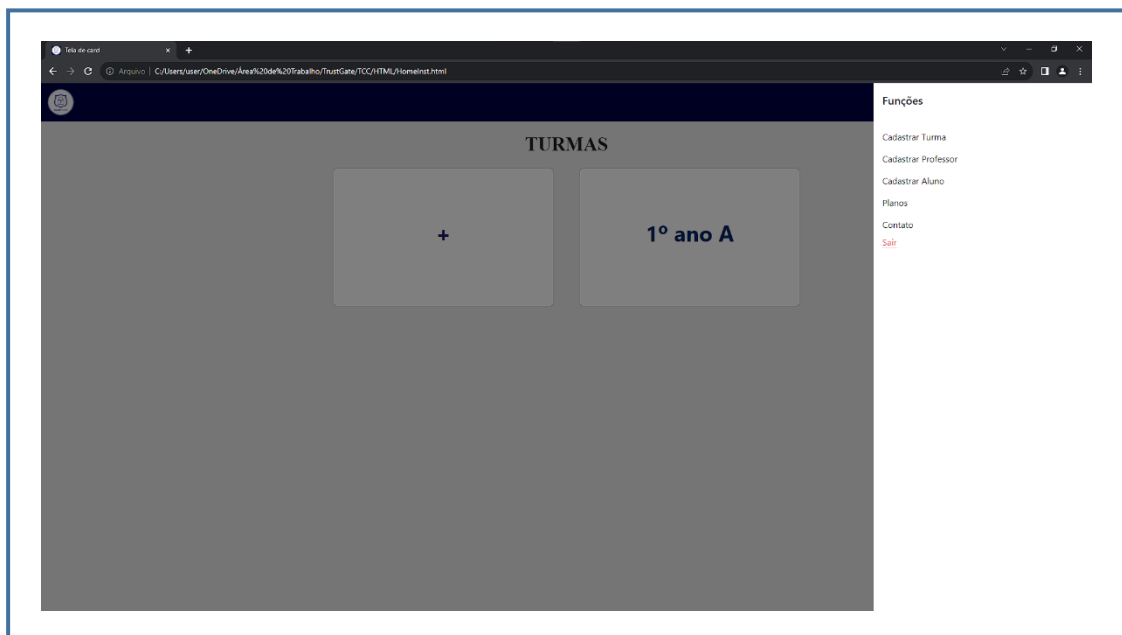 Tela de card
Arquivo | C:/Users/user/OneDrive/Área%20de%20Trabalho/TrustGate/TCC/HTML/HomeInst.html
Funções
TURMAS
+
1º ano A
Cadastrar Turma
Cadastrar Professor
Cadastrar Aluno
Planos
Contato
Sair